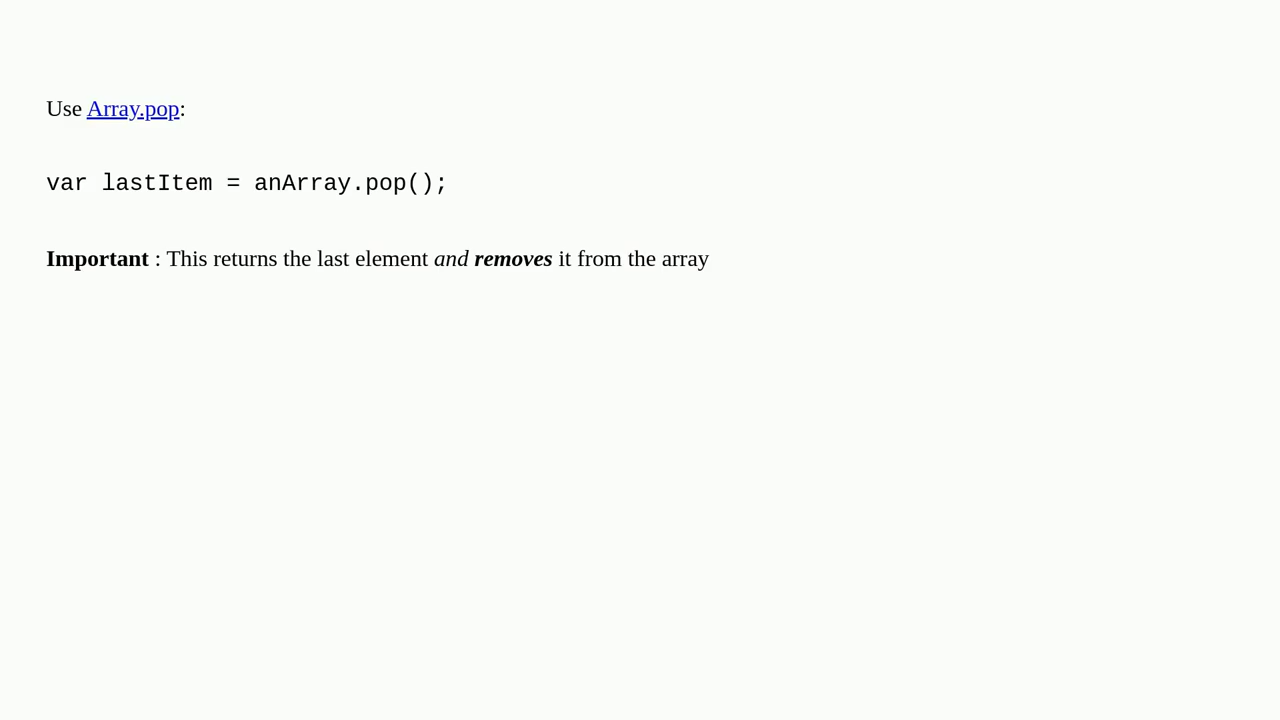 Use Array.pop:
var lastItem = anArray.pop();
Important : This returns the last element and removes it from the array